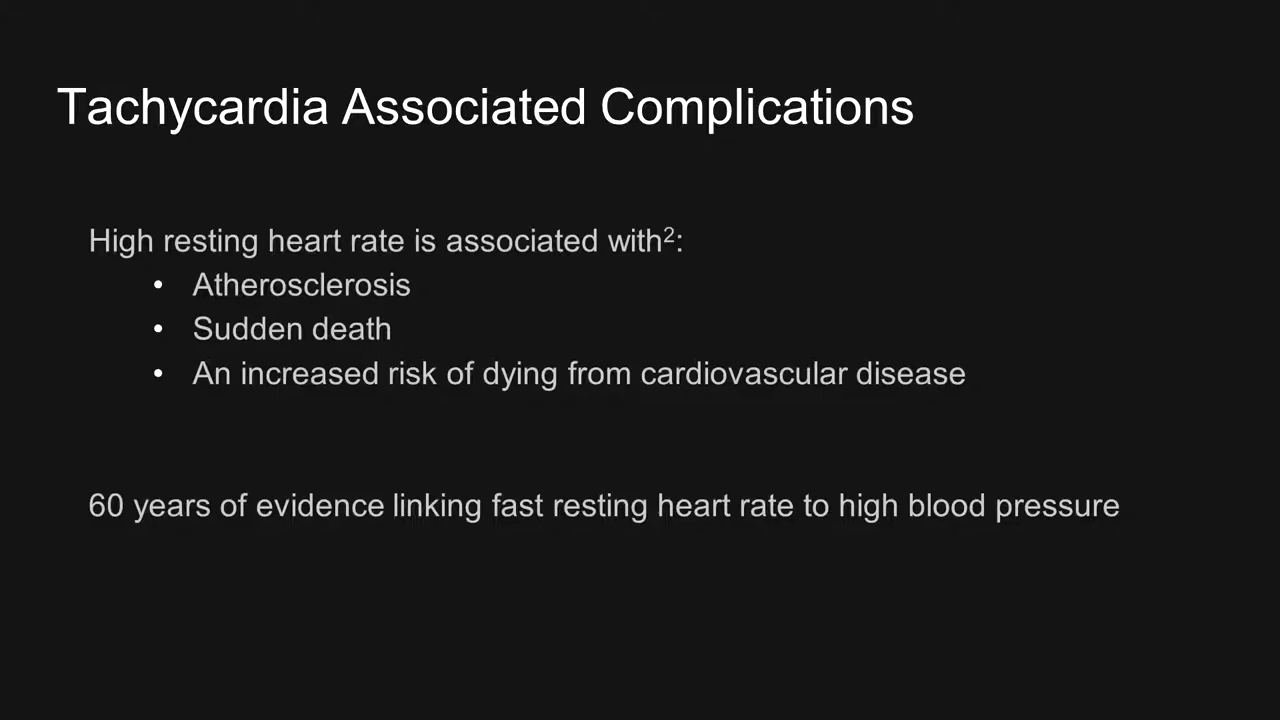 Tachycardia Associated Complications
High resting heart rate is associated with²:
• Atherosclerosis
• Sudden death
• An increased risk of dying from cardiovascular disease
60 years of evidence linking fast resting heart rate to high blood pressure